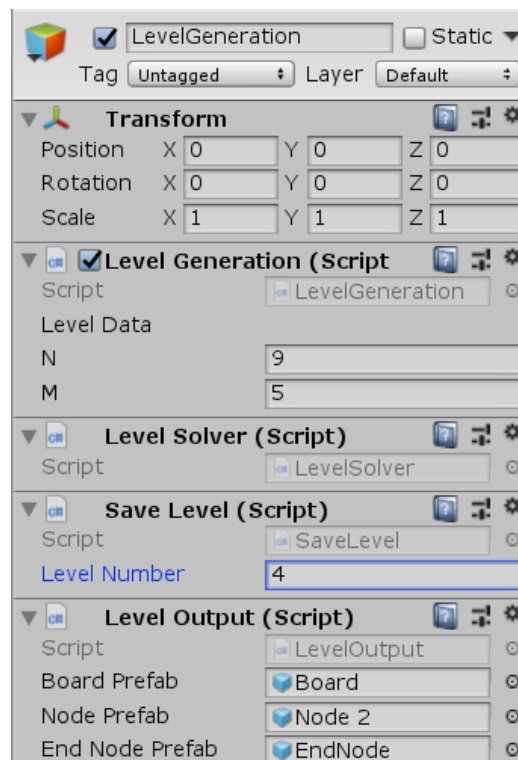 LevelGeneration Static
Tag Untagged Layer Default
Transform
Position X 0 Y 0 Z 0
Rotation X 0 Y 0 Z 0
Scale X 1 Y 1 Z 1
c# Level Generation (Script
Script LevelGeneration
Level Data
N 9
M 5
c# Level Solver (Script)
Script LevelSolver
c# Save Level (Script)
Script SaveLevel
Level Number 4
c# Level Output (Script)
Script LevelOutput
Board Prefab Board
Node Prefab Node 2
End Node Prefab EndNode